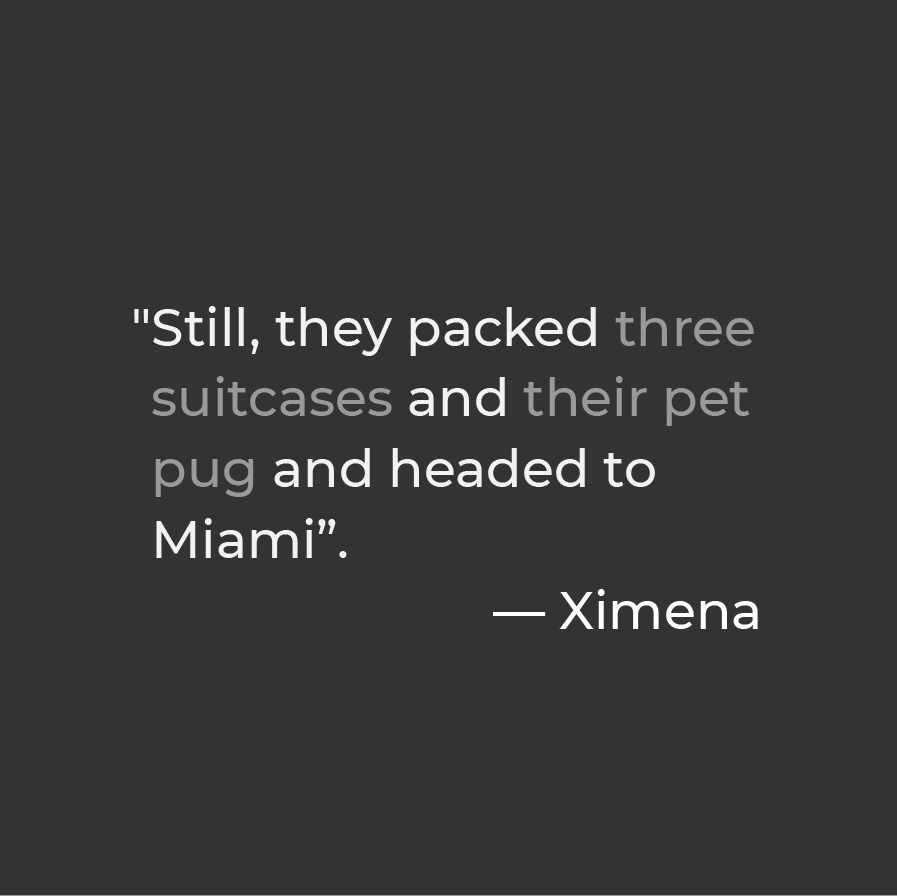 "Still, they packed three
suitcases and their pet
pug and headed to
Miami”.
— Ximena